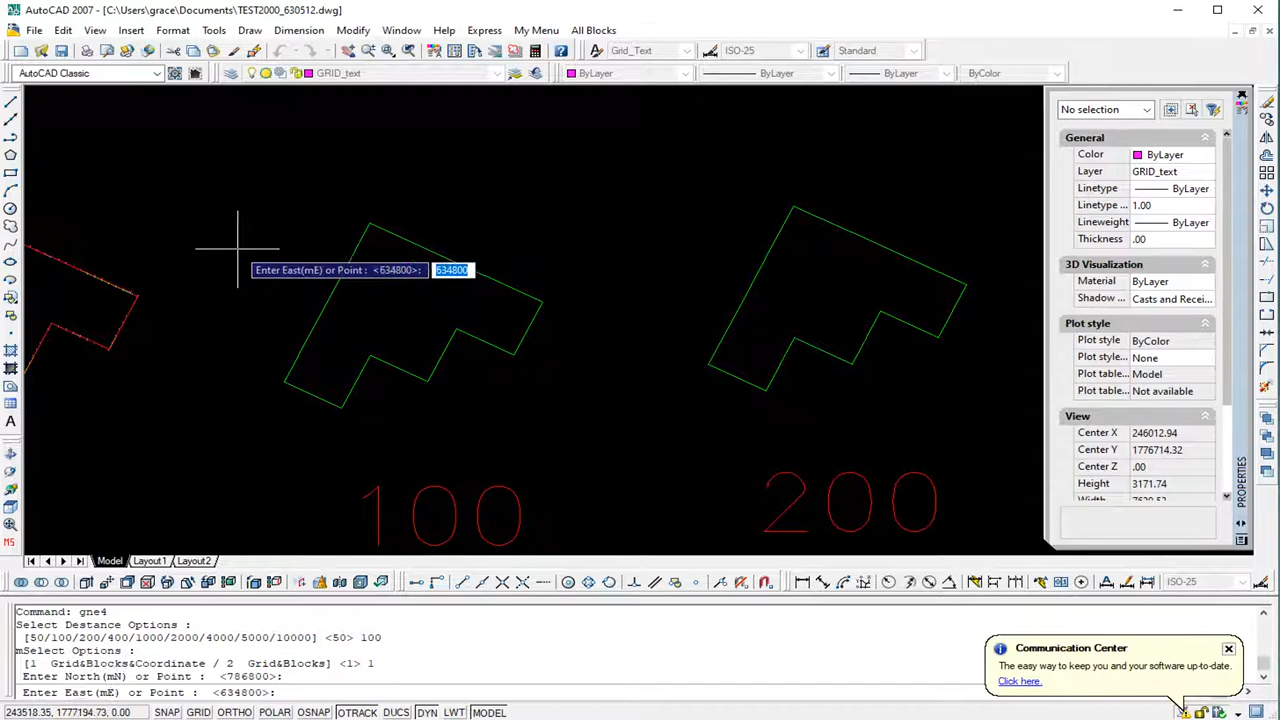 AutoCAD 2007 - [C:\Users\grace\Documents\TEST2000_630512.dwg]
File Edit View Insert Format Tools Draw Dimension Modify Window Help Express My Menu All Blocks
Grid_Text ISO-25 Standard
AutoCAD Classic GRID_text ByLayer ByLayer ByLayer ByColor
No selection
General
Color ByLayer
Layer GRID_text
Linetype ByLayer
Linetype ... 1.00
Lineweight ByLayer
Thickness .00
3D Visualization
Material ByLayer
Shadow ... Casts and Recei...
Plot style
Plot style ByColor
Plot style... None
Plot table... Model
Plot table... Not available
View
Center X 246012.94
Center Y 1776714.32
Center Z .00
Height 3171.74
PROPERTIES
Enter East(mE) or Point : <634800>: 634800
100 200
A
MS
Model Layout1 Layout2
ISO-25
Command: gne4
Select Destance Options :
[50/100/200/400/1000/2000/4000/5000/10000] <50> 100
mSelect Options :
[1 Grid&Blocks&Coordinate / 2 Grid&Blocks] <1> 1
Enter North(mN) or Point : <786800>:
Enter East(mE) or Point : <634800>:
Communication Center
The easy way to keep you and your software up-to-date.
Click here.
243518.35, 1777194.73, 0.00 SNAP GRID ORTHO POLAR OSNAP OTRACK DUCS DYN LWT MODEL